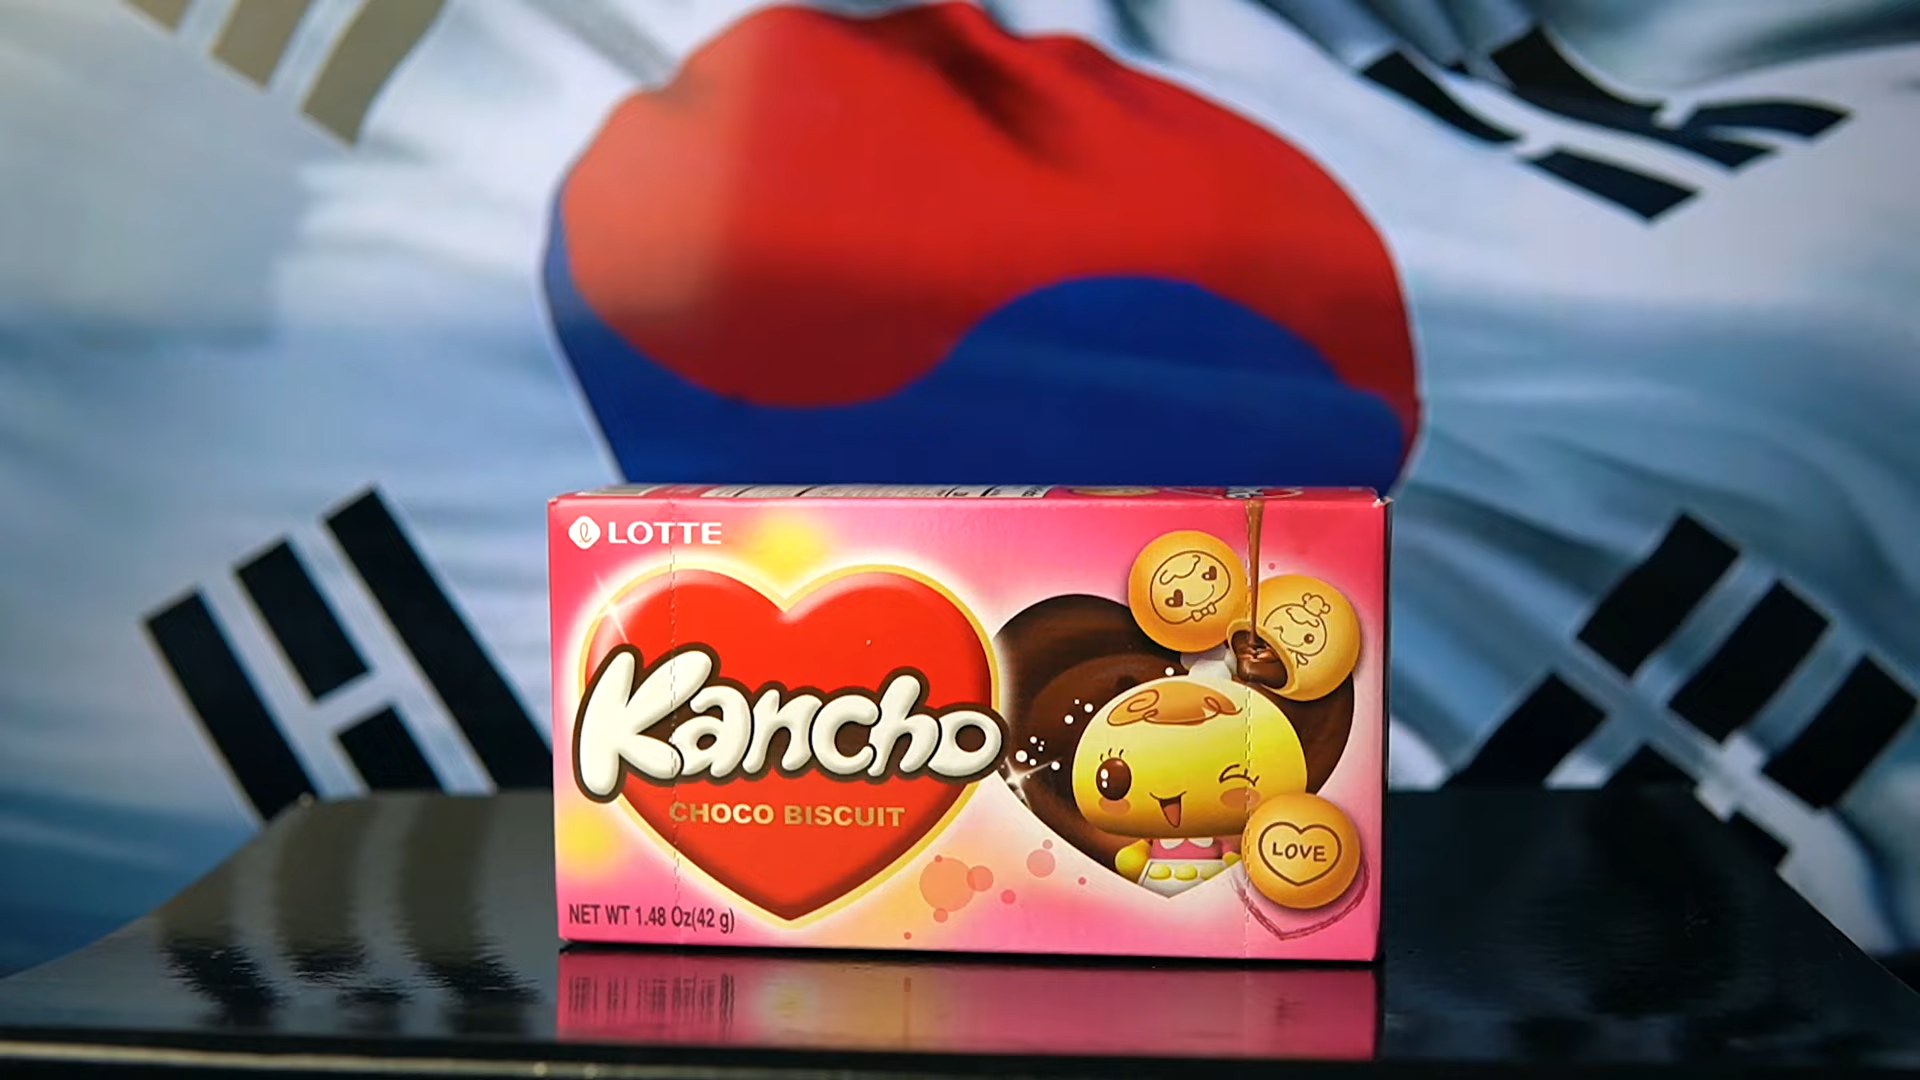 LOTTE
Kancho
CHOCO BISCUIT
LOVE
NET WT 1.48 Oz(42 g)